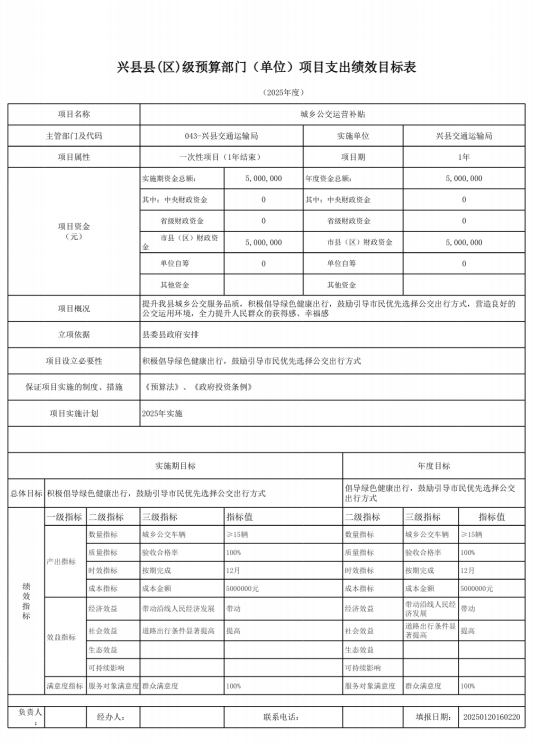 兴县县(区)级预算部门（单位）项目支出绩效目标表
（2025年度）
项目名称 城乡公交运营补贴
主管部门及代码 043-兴县交通运输局 实施单位 兴县交通运输局
项目属性 一次性项目（1年结束） 项目期 1年
项目资金
（元）
实施期资金总额: 5,000,000 年度资金总额: 5,000,000
其中: 中央财政资金 0 其中: 中央财政资金 0
省级财政资金 0 省级财政资金 0
市县（区）财政资
金 5,000,000 市县（区）财政资金 5,000,000
单位自筹 0 单位自筹 0
其他资金 其他资金
项目概况
提升我县城乡公交服务品质，积极倡导绿色健康出行，鼓励引导市民优先选择公交出行方式，营造良好的
公交运用环境，全力提升人民群众的获得感、幸福感
立项依据 县委县政府安排
项目设立必要性 积极倡导绿色健康出行，鼓励引导市民优先选择公交出行方式
保证项目实施的制度、措施 《预算法》、《政府投资条例》
项目实施计划 2025年实施
实施期目标 年度目标
总体目标 积极倡导绿色健康出行，鼓励引导市民优先选择公交出行方式
倡导绿色健康出行，鼓励引导市民优先选择公交
出行方式
绩效指标
一级指标 二级指标 三级指标 指标值 二级指标 三级指标 指标值
产出指标
数量指标 城乡公交车辆 ≥15辆 数量指标 城乡公交车辆 ≥15辆
质量指标 验收合格率 100% 质量指标 验收合格率 100%
时效指标 按期完成 12月 时效指标 按期完成 12月
成本指标 成本金额 5000000元 成本指标 成本金额 5000000元
效益指标
经济效益 带动沿线人民经济发展 带动 经济效益 带动沿线人民经
济发展 带动
社会效益 道路出行条件显著提高 提高 社会效益 道路出行条件显
著提高 提高
生态效益 生态效益
可持续影响 可持续影响
满意度指标 服务对象满意度 群众满意度 100% 服务对象满意度 群众满意度 100%
负责人
: 经办人: 联系电话: 填报日期: 20250120160220